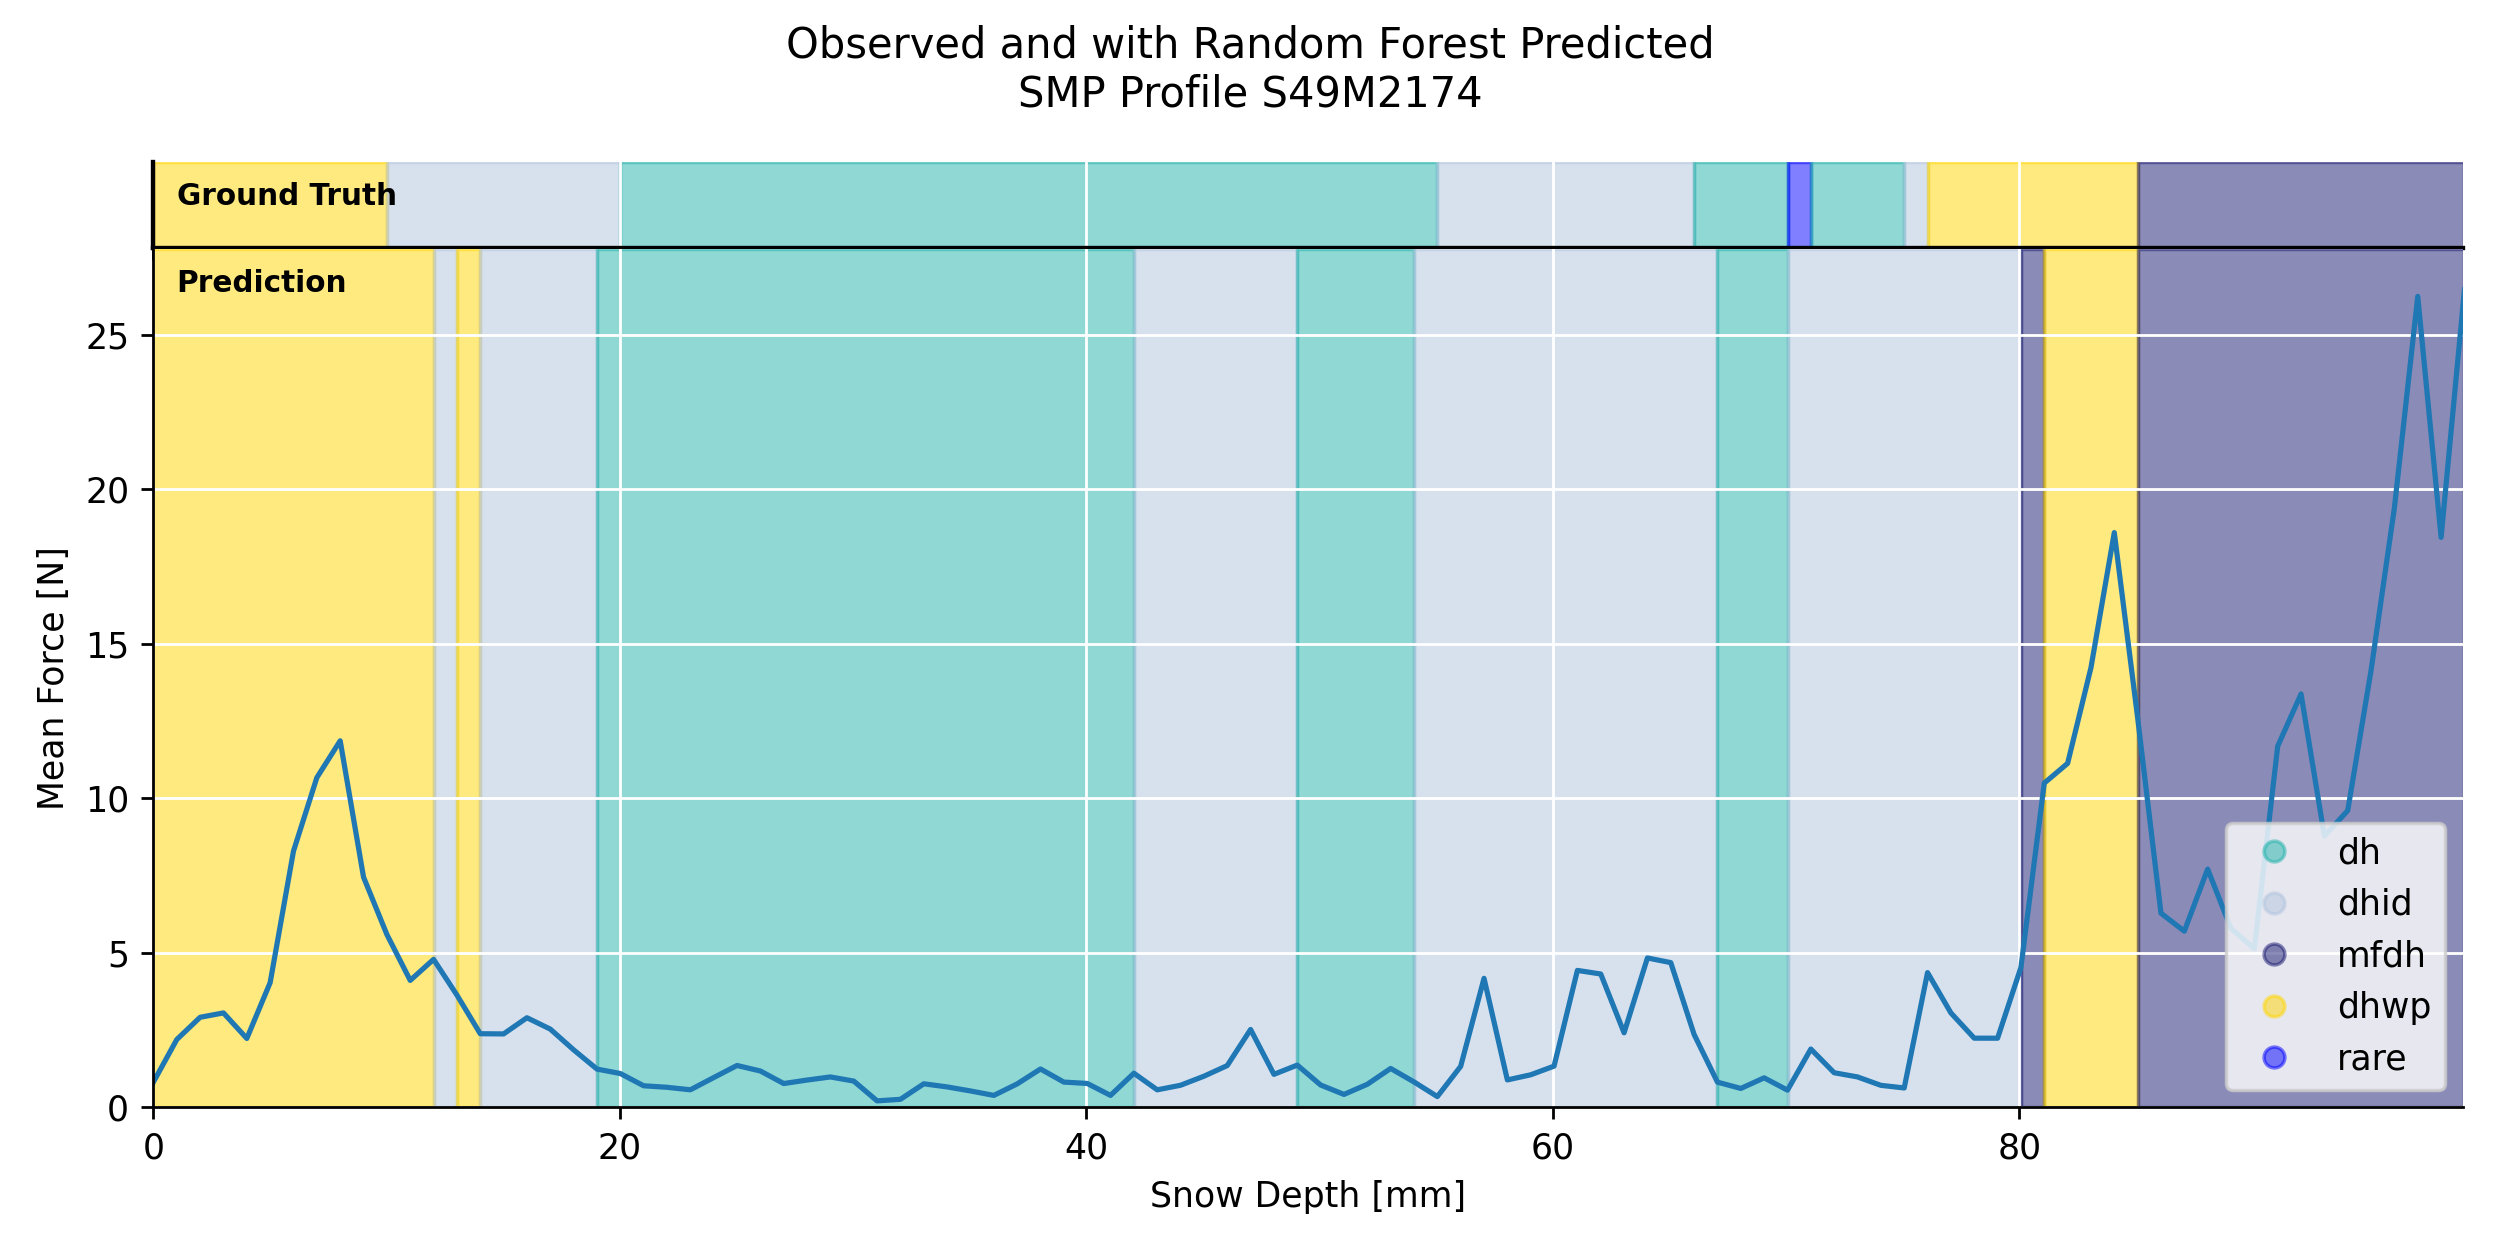 Observed and with Random Forest Predicted
SMP Profile S49M2174
Ground Truth
Prediction
25
20
15
10
5
0
Mean Force [N]
0 20 40 60 80
Snow Depth [mm]
dh
dhid
mfdh
dhwp
rare